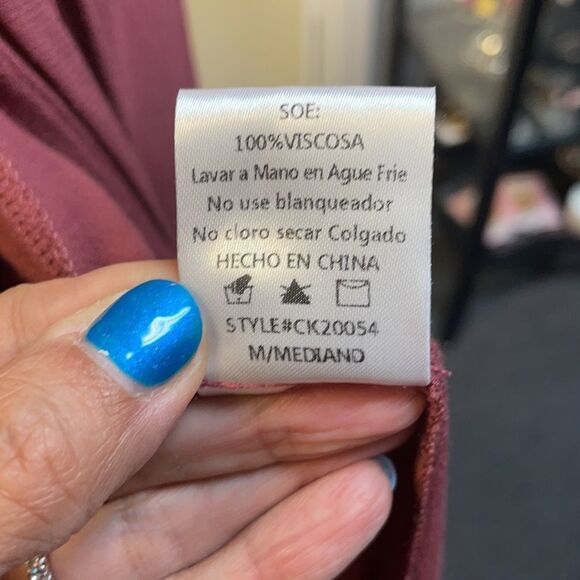 SOE:
100%VISCOSA
Lavar a Mano en Ague Frie
No use blanqueador
No cloro secar Colgado
HECHO EN CHINA
STYLE#CK20054
M/MEDIANO